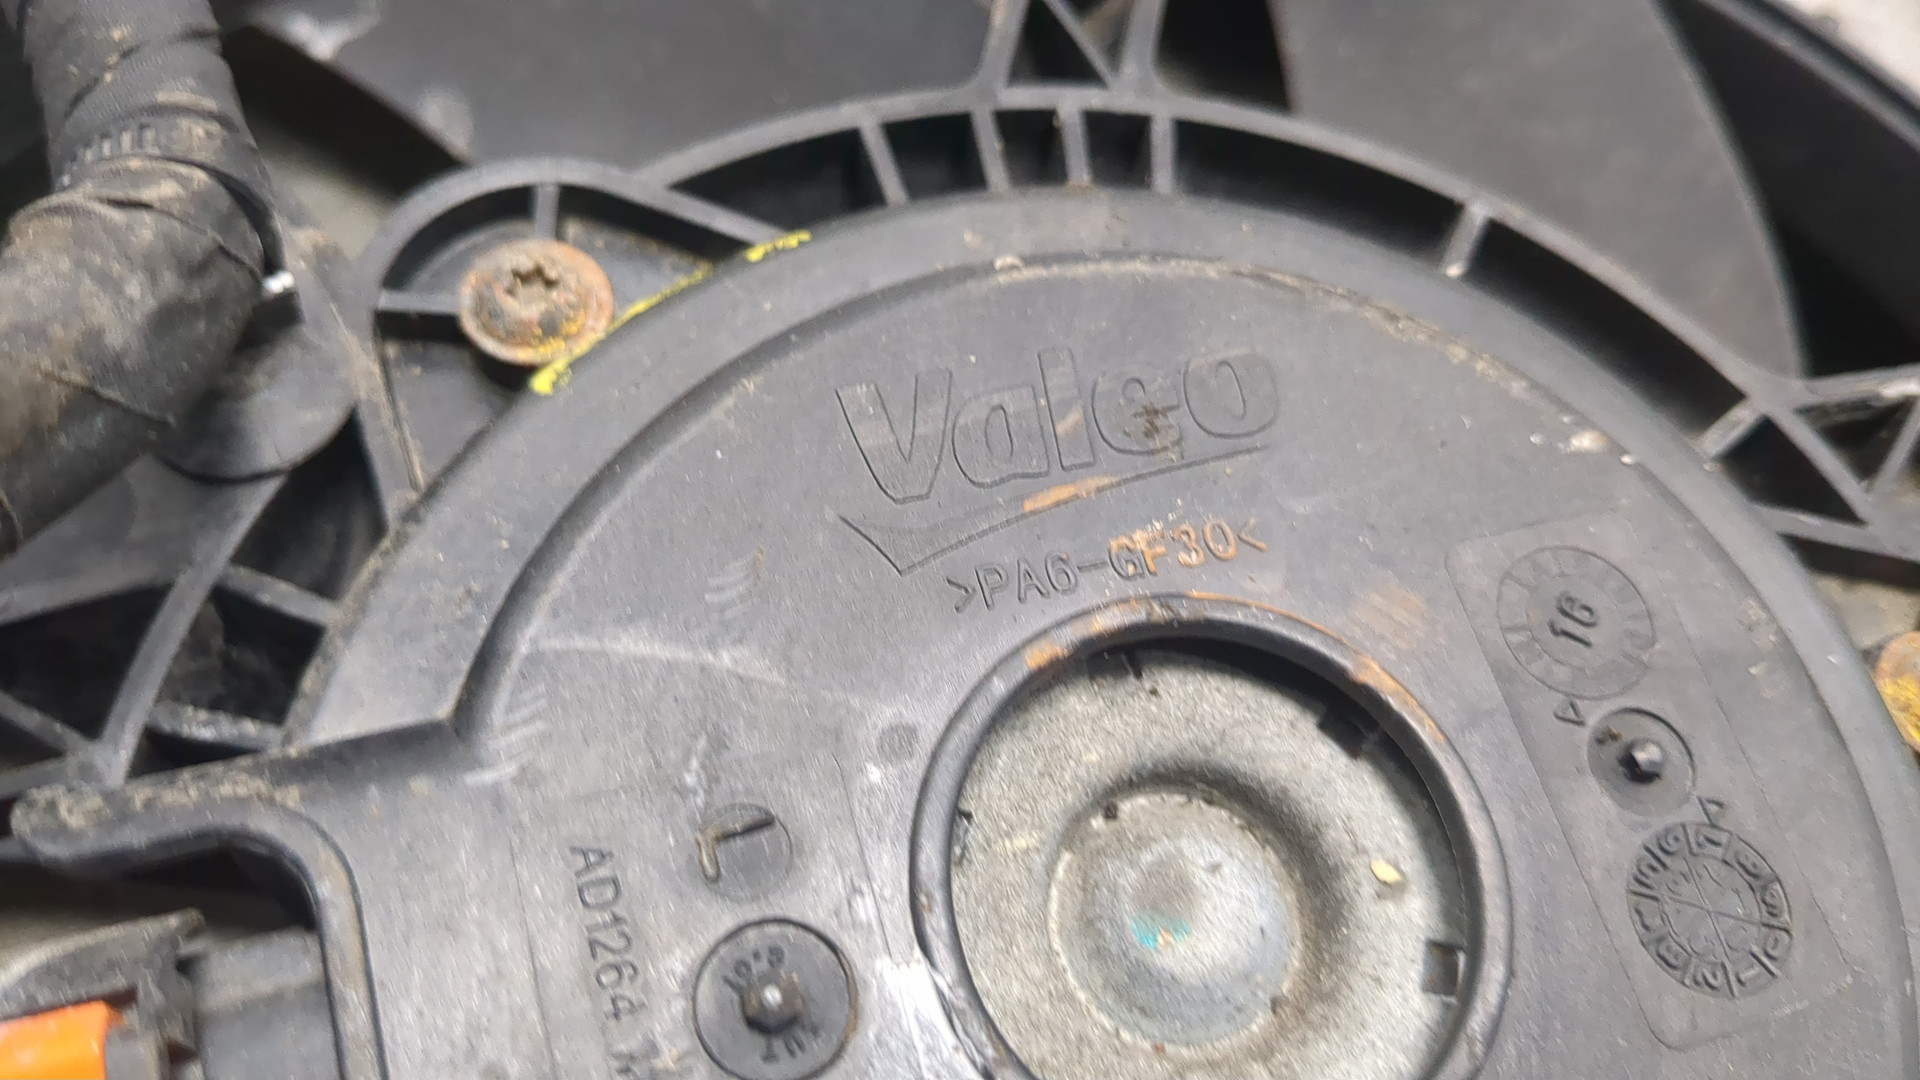 Valeo
>PA6-GF30<
16
L
AD1264